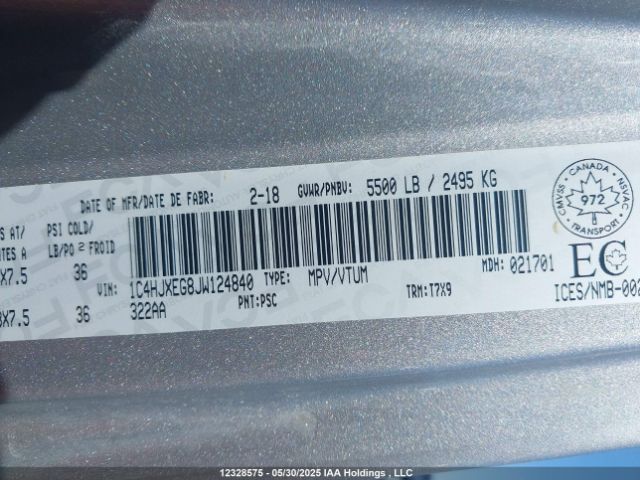 DATE OF MFR/DATE DE FABR: 2-18 GVWR/PNBV: 5500 LB / 2495 KG
S AT/ PSI COLD/
TES A LB/PO 2 FROID
X7.5 36
VIN: 1C4HJXEG8JW124840 TYPE: MPV/VTUM MDH: 021701
X7.5 36 322AA PNT:PSC TRM:T7X9
CANADA
CMVSS NSVAC
972
TRANSPORT
EC
ICES/NMB-002
12328575 - 05/30/2025 IAA Holdings , LLC